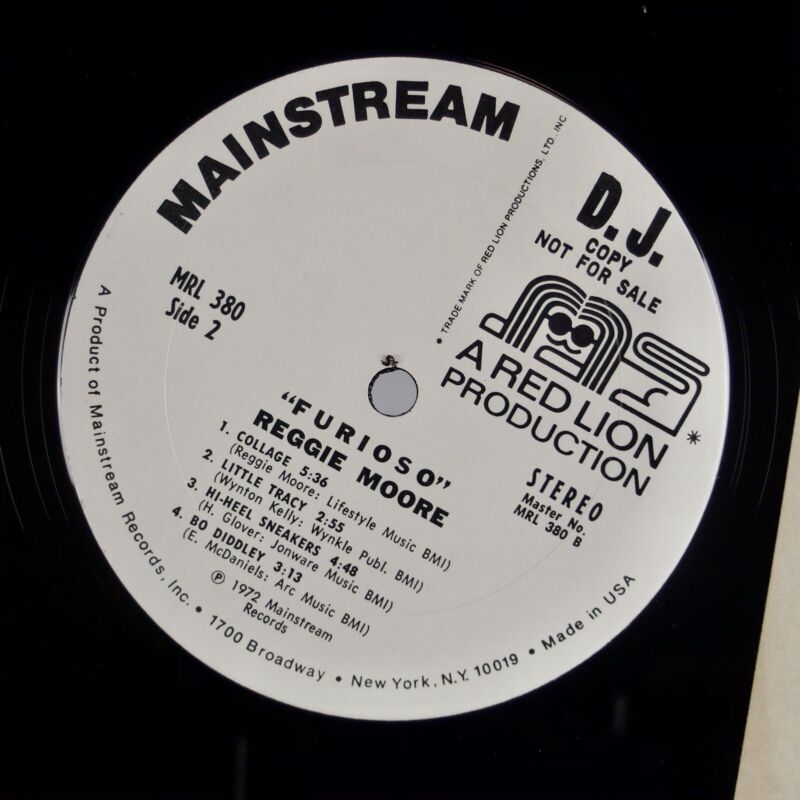 MAINSTREAM
* TRADE MARK OF RED LION PRODUCTIONS, LTD. INC
D.J.
COPY
NOT FOR SALE
MRL 380
Side 2
ms
A RED LION
PRODUCTION *
"FURIOSO"
REGGIE MOORE
STEREO
Master No.
MRL 380 B
1. COLLAGE 5:36
(Reggie Moore: Lifestyle Music BMI)
2. LITTLE TRACY 2:55
(Wynton Kelly: Wynkle Publ. BMI)
3. HI-HEEL SNEAKERS 4:48
(H. Glover: Jonware Music BMI)
4. BO DIDDLEY 3:13
(E. McDaniels: Arc Music BMI)
℗ 1972 Mainstream
Records
A Product of Mainstream Records, Inc. • 1700 Broadway • New York, N.Y. 10019 • Made in USA